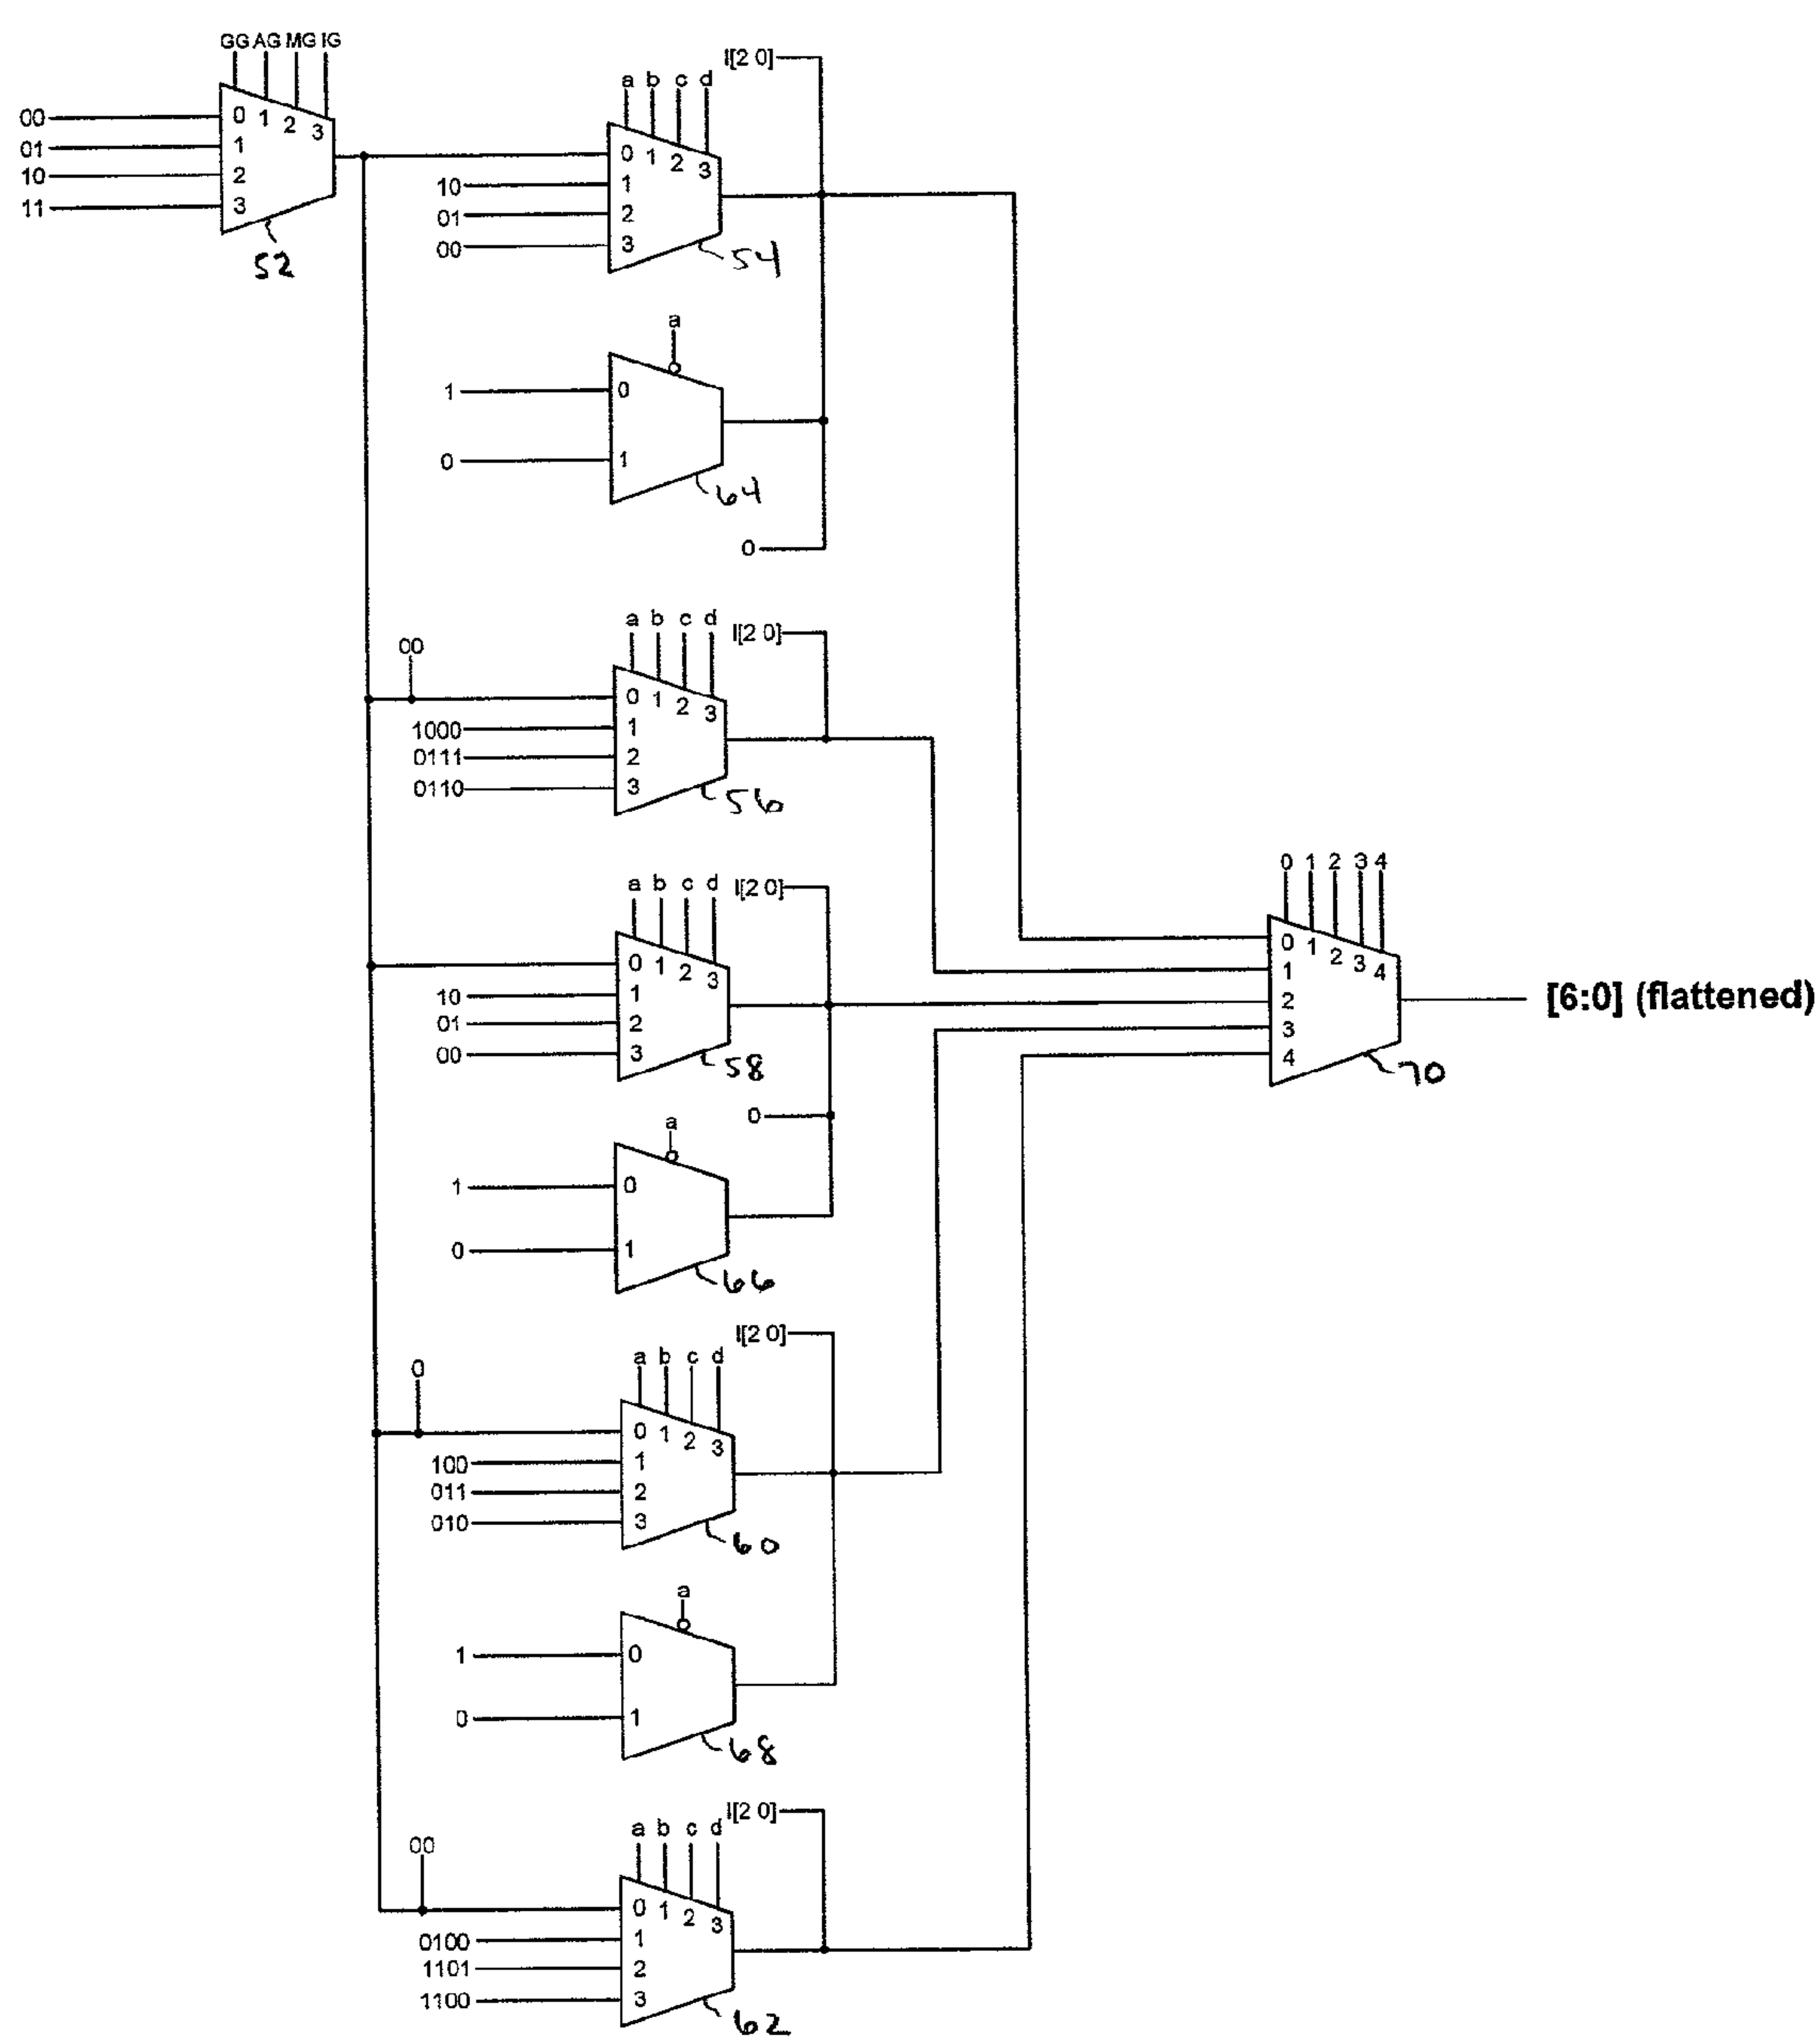 GG AG MG IG
00 0 1 2 3
01 1
10 2
11 3
52
I[2 0]
a b c d
0 1 2 3
10 1
01 2
00 3
54
a
1 0
0 1
64
0
a b c d I[2 0]
00
0 1 2 3
1000 1
0111 2
0110 3
56
a b c d I[2 0]
0 1 2 3
10 1
01 2
00 3
58
0
a
1 0
0 1
66
I[2 0]
a b c d
0
0 1 2 3
100 1
011 2
010 3
60
a
1 0
0 1
68
I[2 0]
a b c d
00
0 1 2 3
0100 1
1101 2
1100 3
62
0 1 2 3 4
0 1 2 3 4
1
2
3
4
70
[6:0] (flattened)